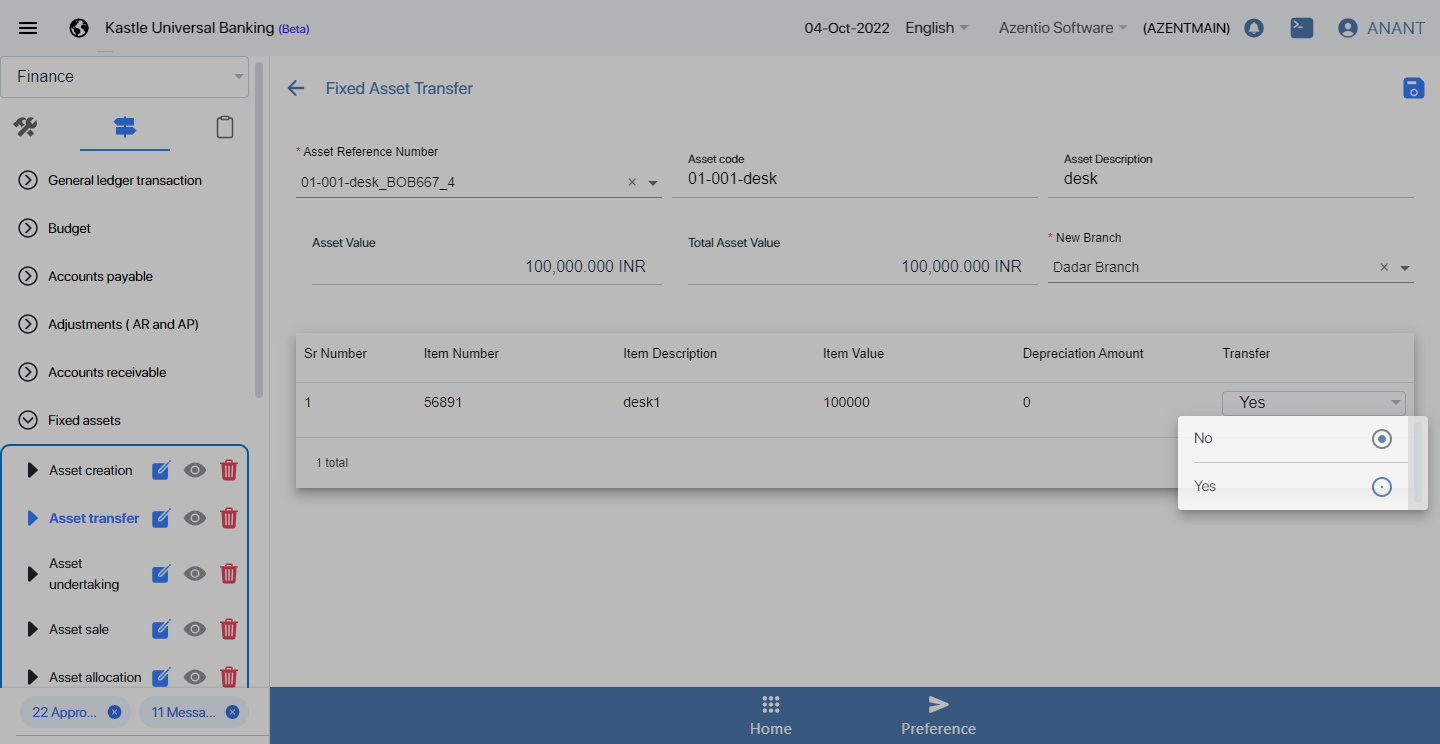 Kastle Universal Banking (Beta)
04-Oct-2022
English
Azentio Software
(AZENTMAIN)
ANANT
Finance
General ledger transaction
Budget
Accounts payable
Adjustments ( AR and AP)
Accounts receivable
Fixed assets
Asset creation
Asset transfer
Asset
undertaking
Asset sale
Asset allocation
22 Appro...
11 Messa...
Fixed Asset Transfer
* Asset Reference Number
01-001-desk_BOB667_4
Asset code
01-001-desk
Asset Description
desk
Asset Value
100,000.000 INR
Total Asset Value
100,000.000 INR
* New Branch
Dadar Branch
Sr Number Item Number Item Description Item Value Depreciation Amount Transfer
1 56891 desk1 100000 0 Yes
1 total
No
Yes
Home
Preference